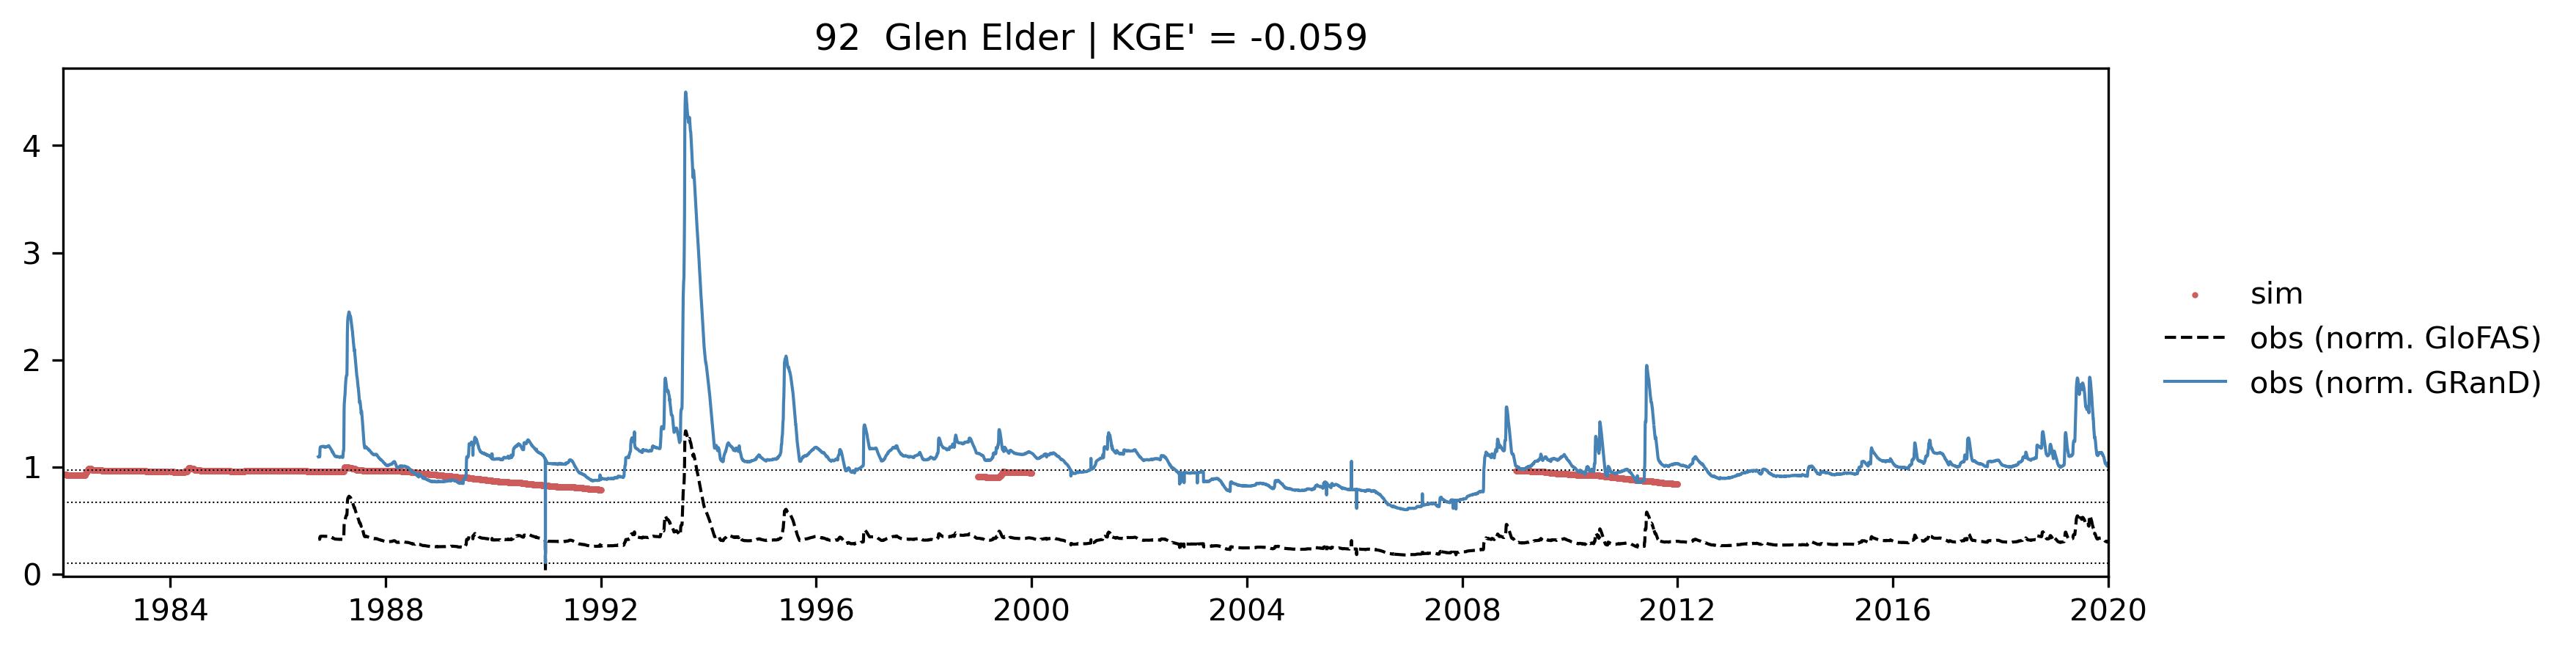 92  Glen Elder | KGE' = -0.059
4
3
2
1
0
1984 1988 1992 1996 2000 2004 2008 2012 2016 2020
sim
obs (norm. GloFAS)
obs (norm. GRanD)